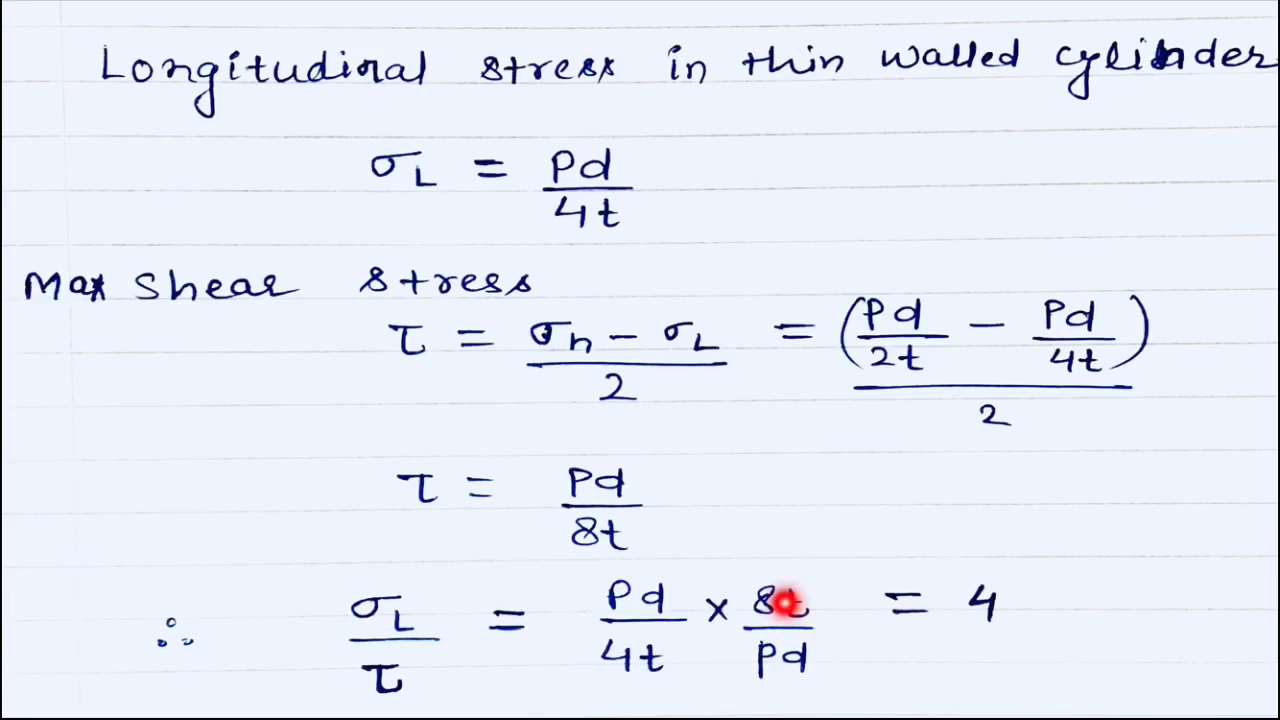 Longitudinal stress in thin walled cylinder
σL = Pd/4t
Max shear stress
τ = (σh - σL)/2 = (Pd/2t - Pd/4t)/2
τ = Pd/8t
∴ σL/τ = Pd/4t × 8t/Pd = 4